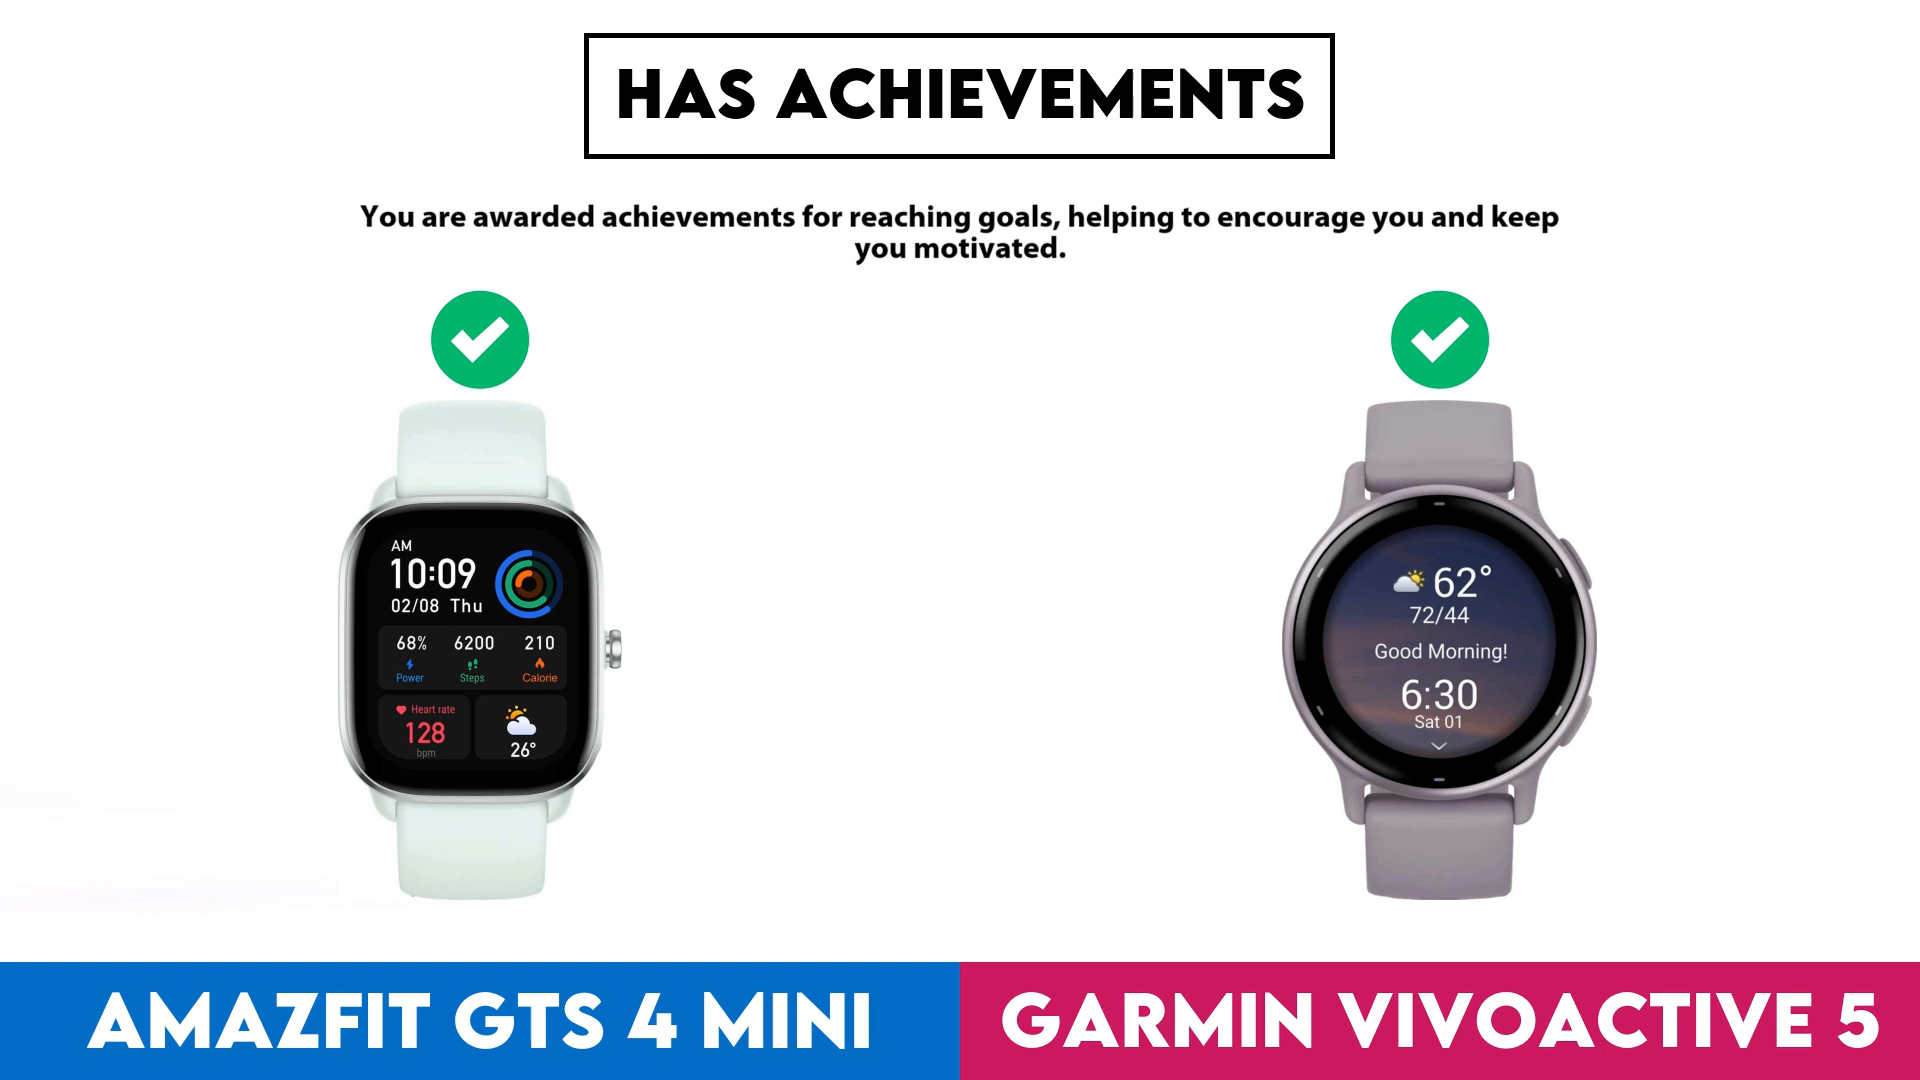 HAS ACHIEVEMENTS
You are awarded achievements for reaching goals, helping to encourage you and keep
you motivated.
AM
10:09
02/08 Thu
68% 6200 210
Power Steps Calorie
Heart rate
128
bpm
26°
62°
72/44
Good Morning!
6:30
Sat 01
AMAZFIT GTS 4 MINI
GARMIN VIVOACTIVE 5